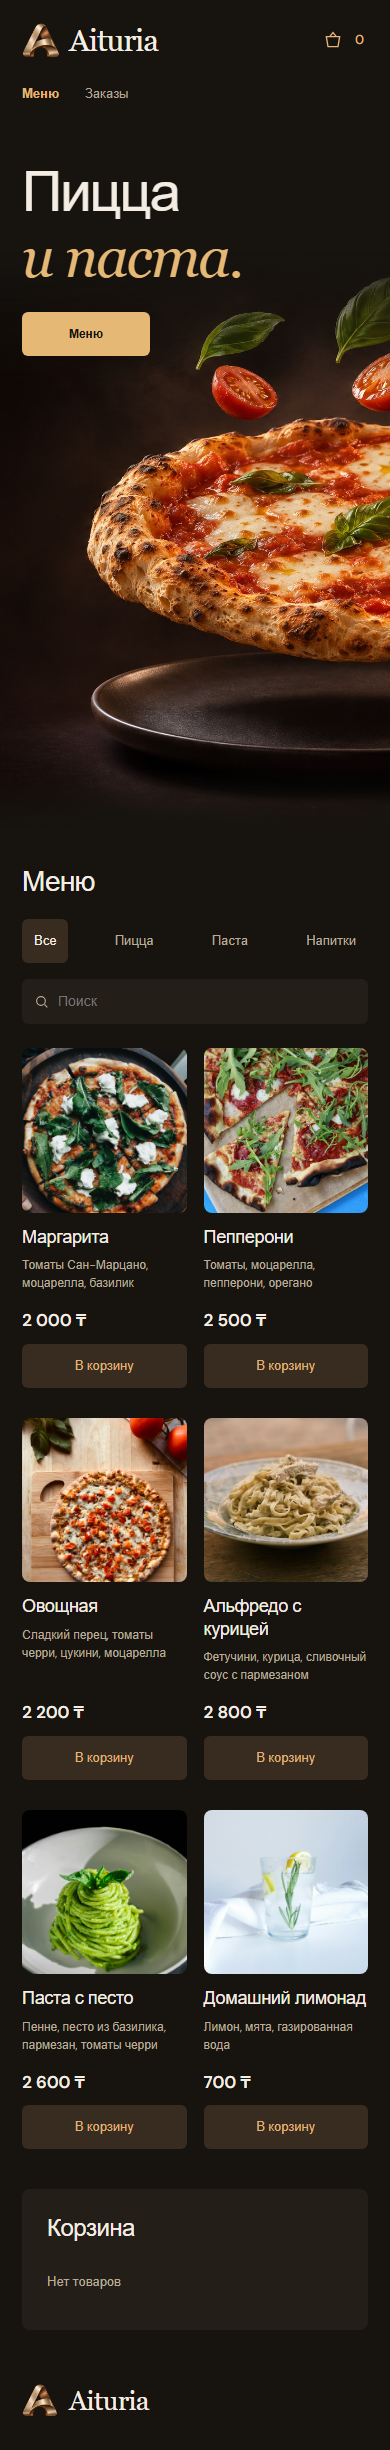 Aituria
0
Меню
Заказы
Пицца
и паста.
Меню
Меню
Все
Пицца
Паста
Напитки
Поиск
Маргарита
Томаты Сан-Марцано,
моцарелла, базилик
2 000 ₸
В корзину
Пепперони
Томаты, моцарелла,
пепперони, орегано
2 500 ₸
В корзину
Овощная
Сладкий перец, томаты
черри, цукини, моцарелла
2 200 ₸
В корзину
Альфредо с
курицей
Фетучини, курица, сливочный
соус с пармезаном
2 800 ₸
В корзину
Паста с песто
Пенне, песто из базилика,
пармезан, томаты черри
2 600 ₸
В корзину
Домашний лимонад
Лимон, мята, газированная
вода
700 ₸
В корзину
Корзина
Нет товаров
Aituria